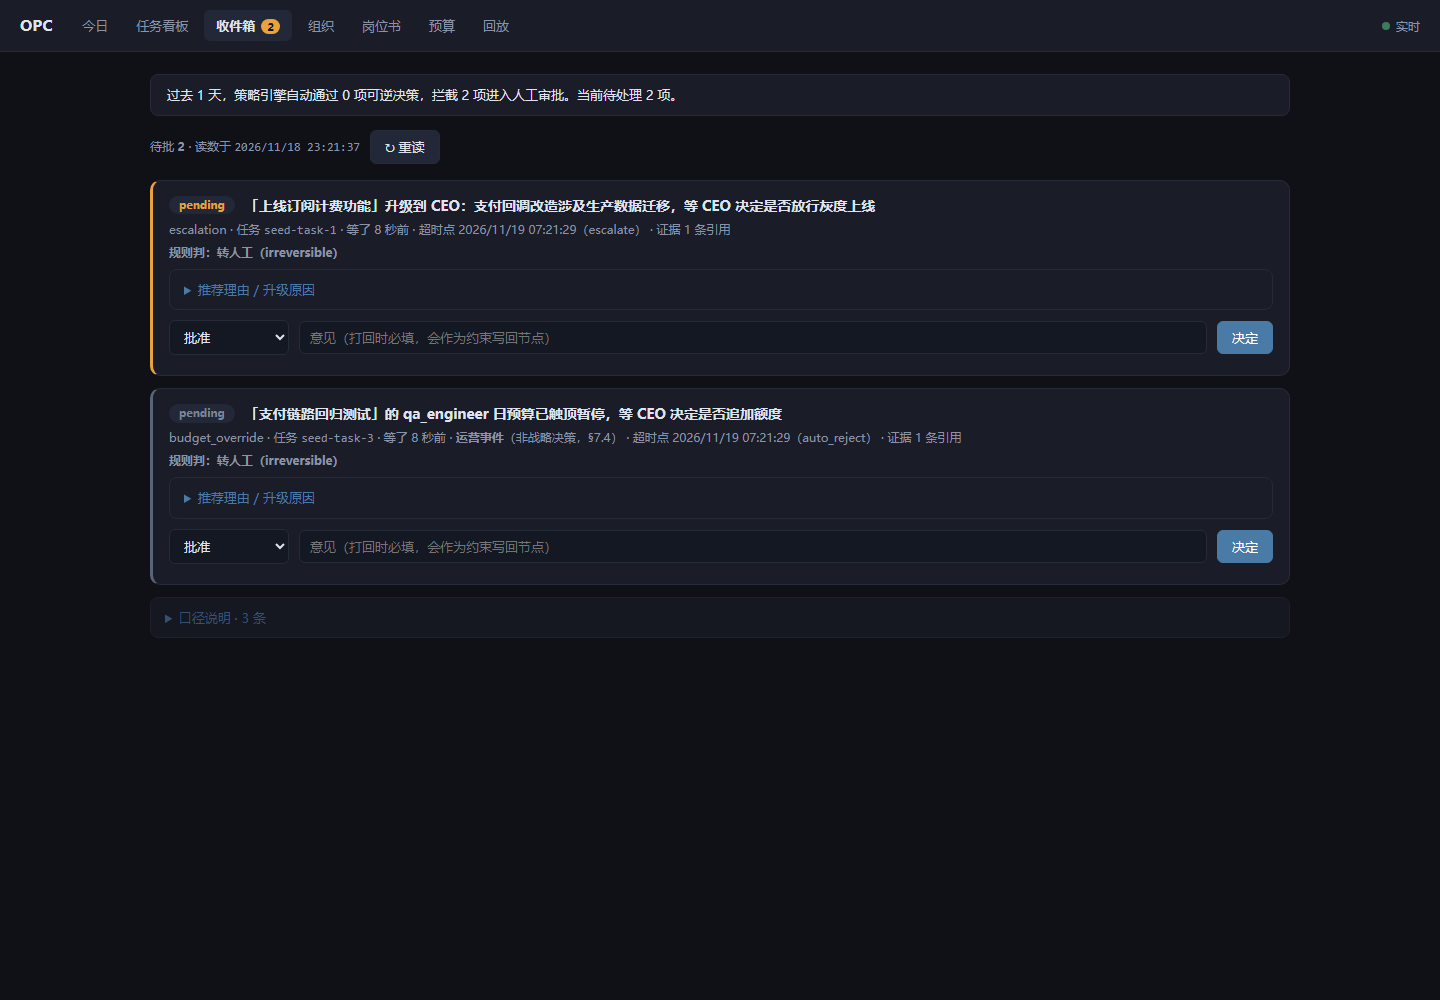 OPC 今日 任务看板 收件箱 2 组织 岗位书 预算 回放 实时
过去 1 天，策略引擎自动通过 0 项可逆决策，拦截 2 项进入人工审批。当前待处理 2 项。
待批 2 · 读数于 2026/11/18 23:21:37 ↻ 重读
pending 「上线订阅计费功能」升级到 CEO：支付回调改造涉及生产数据迁移，等 CEO 决定是否放行灰度上线
escalation · 任务 seed-task-1 · 等了 8 秒前 · 超时点 2026/11/19 07:21:29（escalate） · 证据 1 条引用
规则判：转人工（irreversible）
▶ 推荐理由 / 升级原因
批准 意见（打回时必填，会作为约束写回节点） 决定
pending 「支付链路回归测试」的 qa_engineer 日预算已触顶暂停，等 CEO 决定是否追加额度
budget_override · 任务 seed-task-3 · 等了 8 秒前 · 运营事件（非战略决策，§7.4） · 超时点 2026/11/19 07:21:29（auto_reject） · 证据 1 条引用
规则判：转人工（irreversible）
▶ 推荐理由 / 升级原因
批准 意见（打回时必填，会作为约束写回节点） 决定
▶ 口径说明 · 3 条